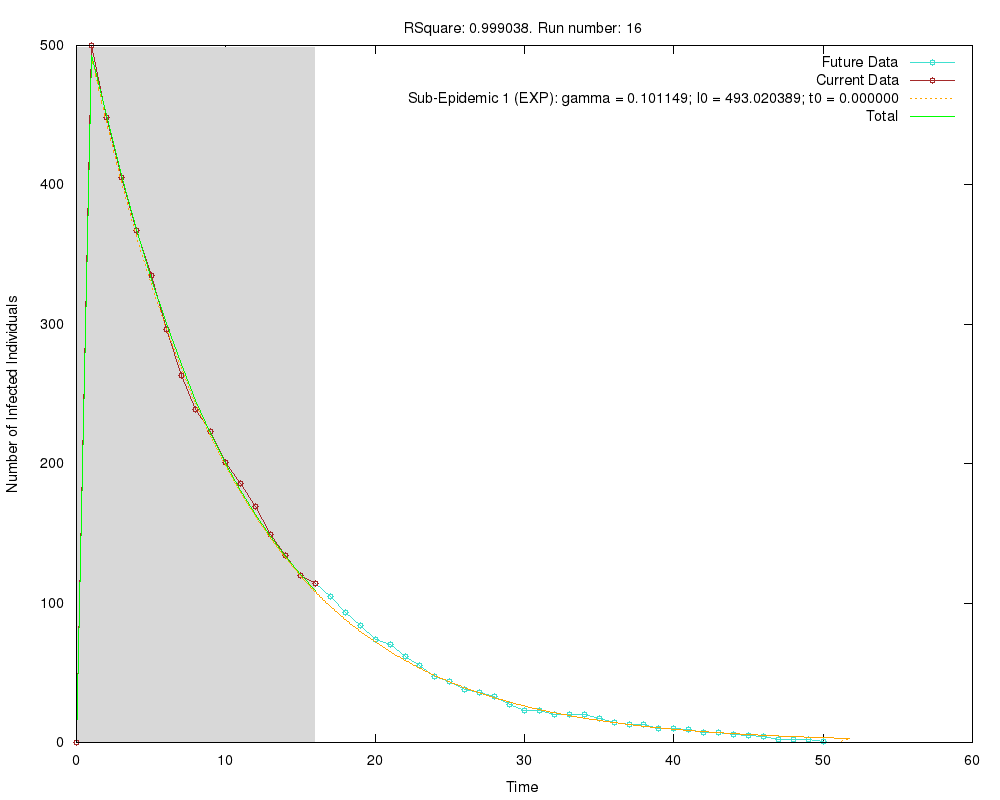 RSquare: 0.999038. Run number: 16
500
400
300
200
100
0
Number of Infected Individuals
Future Data
Current Data
Sub-Epidemic 1 (EXP): gamma = 0.101149; I0 = 493.020389; t0 = 0.000000
Total
0 10 20 30 40 50 60
Time